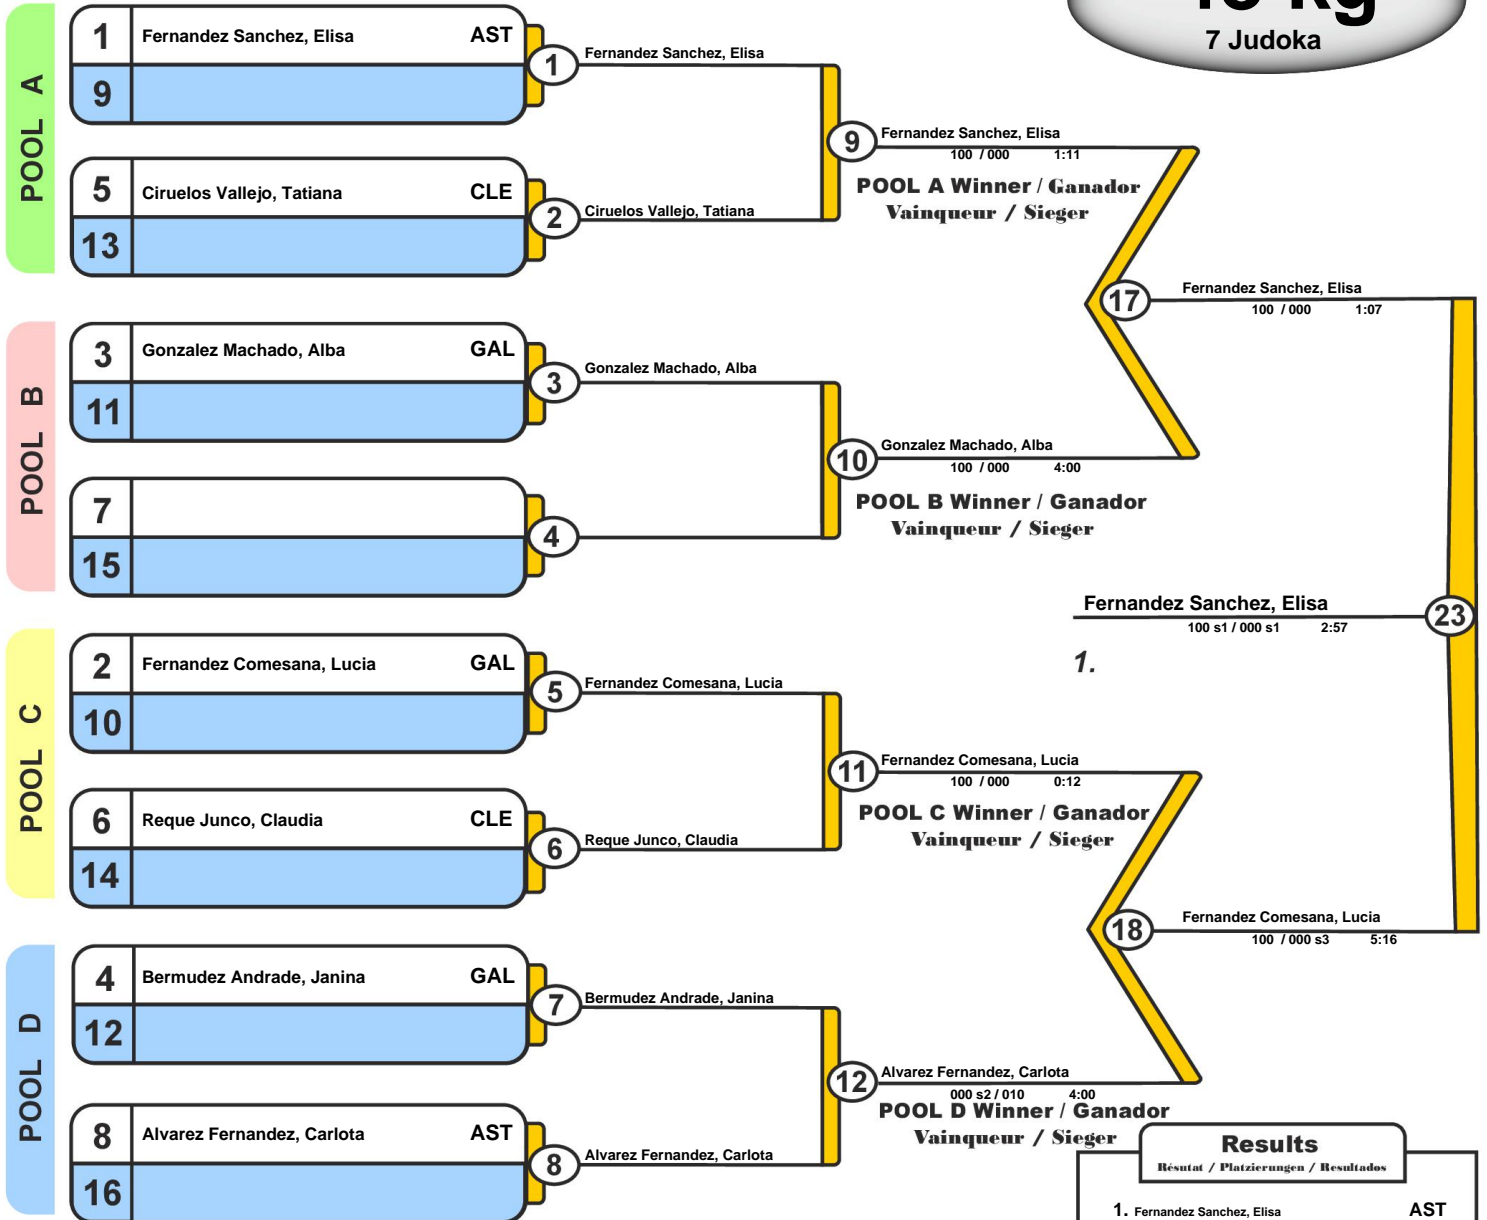 7 Judoka
POOL A
1 Fernandez Sanchez, Elisa AST
9
5 Ciruelos Vallejo, Tatiana CLE
13
1 Fernandez Sanchez, Elisa
2 Ciruelos Vallejo, Tatiana
9 Fernandez Sanchez, Elisa
100 / 000 1:11
POOL A Winner / Ganador
Vainqueur / Sieger
POOL B
3 Gonzalez Machado, Alba GAL
11
7
15
3 Gonzalez Machado, Alba
4
10 Gonzalez Machado, Alba
100 / 000 4:00
POOL B Winner / Ganador
Vainqueur / Sieger
17 Fernandez Sanchez, Elisa
100 / 000 1:07
Fernandez Sanchez, Elisa 23
100 s1 / 000 s1 2:57
1.
POOL C
2 Fernandez Comesana, Lucia GAL
10
6 Reque Junco, Claudia CLE
14
5 Fernandez Comesana, Lucia
6 Reque Junco, Claudia
11 Fernandez Comesana, Lucia
100 / 000 0:12
POOL C Winner / Ganador
Vainqueur / Sieger
18 Fernandez Comesana, Lucia
100 / 000 s3 5:16
POOL D
4 Bermudez Andrade, Janina GAL
12
8 Alvarez Fernandez, Carlota AST
16
7 Bermudez Andrade, Janina
8 Alvarez Fernandez, Carlota
12 Alvarez Fernandez, Carlota
000 s2 / 010 4:00
POOL D Winner / Ganador
Vainqueur / Sieger
Results
Résutat / Platzierungen / Resultados
1. Fernandez Sanchez, Elisa AST